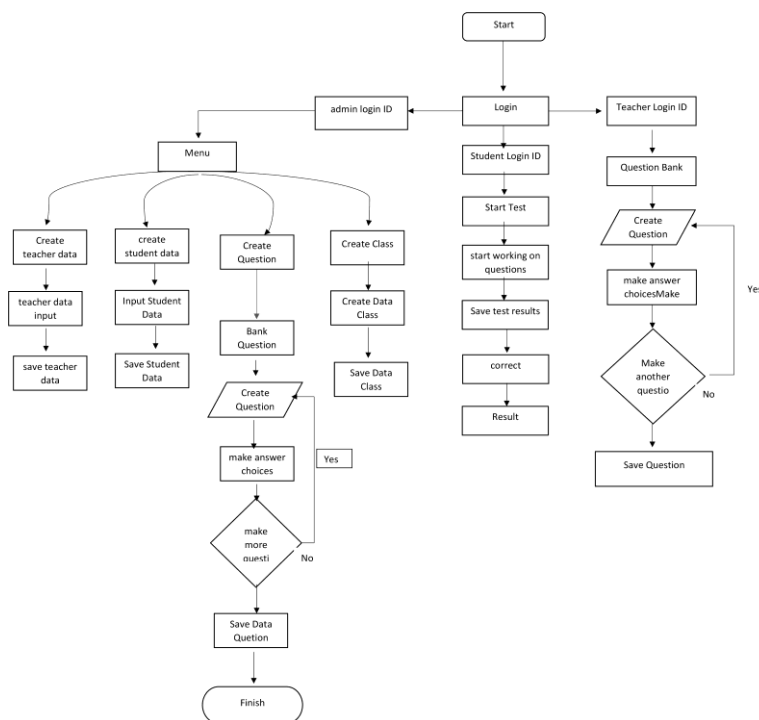 Start
admin login ID
Login
Teacher Login ID
Menu
Student Login ID
Question Bank
Start Test
Create
Question
Create
teacher data
create
student data
Create
Question
Create Class
start working on
questions
make answer
choicesMake
Yes
teacher data
input
Input Student
Data
Create Data
Class
Save test results
Bank
Question
save teacher
data
Save Student
Data
Save Data
Class
correct
Make
another
questio
No
Create
Question
Result
make answer
choices
Yes
Save Question
make
more
questi
No
Save Data
Quetion
Finish